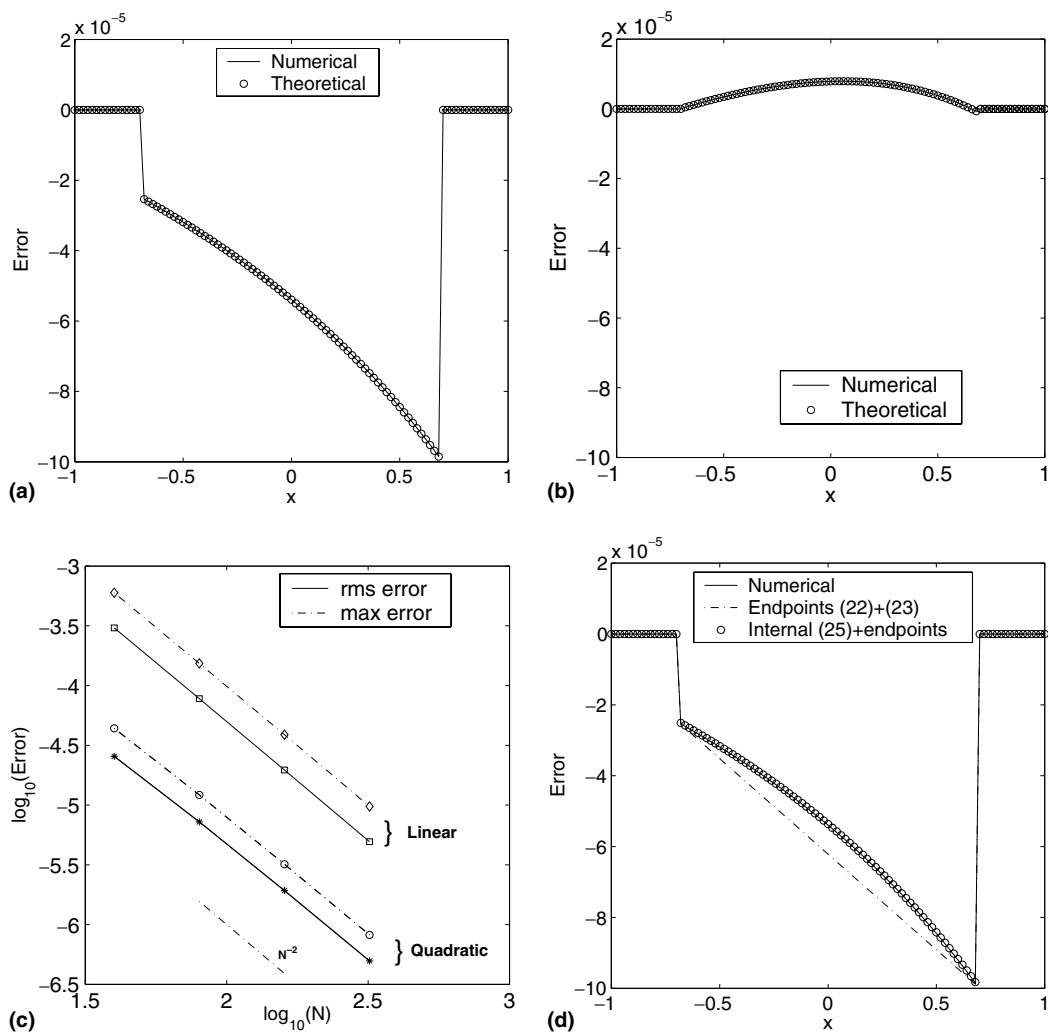 x 10⁻⁵
2
0
−2
−4
−6
−8
−10
Error
Numerical
Theoretical
−1
−0.5
0
0.5
1
x
(a)
x 10⁻⁵
2
0
−2
−4
−6
−8
−10
Error
Numerical
Theoretical
−1
−0.5
0
0.5
1
x
(b)
−3
−3.5
−4
−4.5
−5
−5.5
−6
−6.5
log₁₀(Error)
rms error
max error
} Linear
} Quadratic
N⁻²
1.5
2
2.5
3
log₁₀(N)
(c)
x 10⁻⁵
2
0
−2
−4
−6
−8
−10
Error
Numerical
Endpoints (22)+(23)
Internal (25)+endpoints
−1
−0.5
0
0.5
1
x
(d)